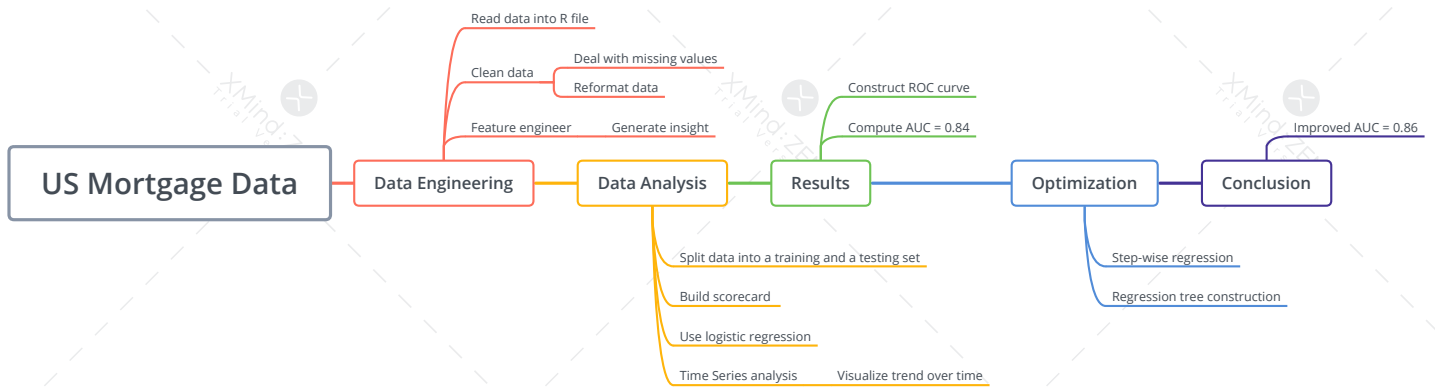 US Mortgage Data
Data Engineering
Read data into R file
Clean data
Deal with missing values
Reformat data
Feature engineer
Generate insight
Data Analysis
Split data into a training and a testing set
Build scorecard
Use logistic regression
Time Series analysis
Visualize trend over time
Results
Construct ROC curve
Compute AUC = 0.84
Optimization
Step-wise regression
Regression tree construction
Conclusion
Improved AUC = 0.86